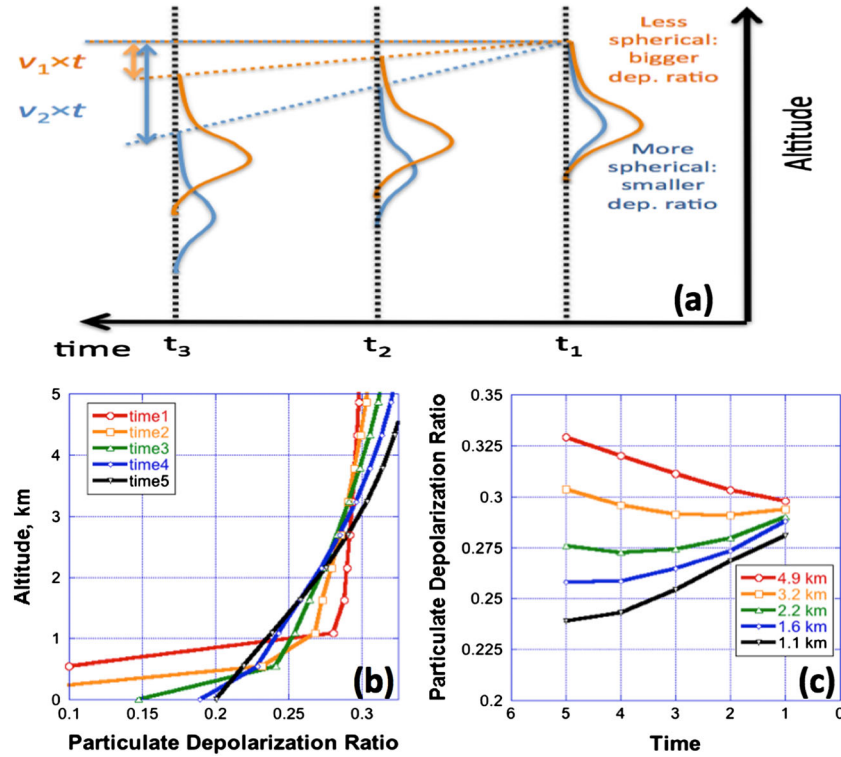 Less
spherical:
bigger
dep. ratio
v₁×t
v₂×t
More
spherical:
smaller
dep. ratio
Altitude
(a)
time
t₃
t₂
t₁
5
4
3
2
1
0
Altitude, km
time1
time2
time3
time4
time5
(b)
0.1
0.15
0.2
0.25
0.3
Particulate Depolarization Ratio
0.35
0.325
0.3
0.275
0.25
0.225
0.2
Particulate Depolarization Ratio
4.9 km
3.2 km
2.2 km
1.6 km
1.1 km
(c)
6
5
4
3
2
1
0
Time